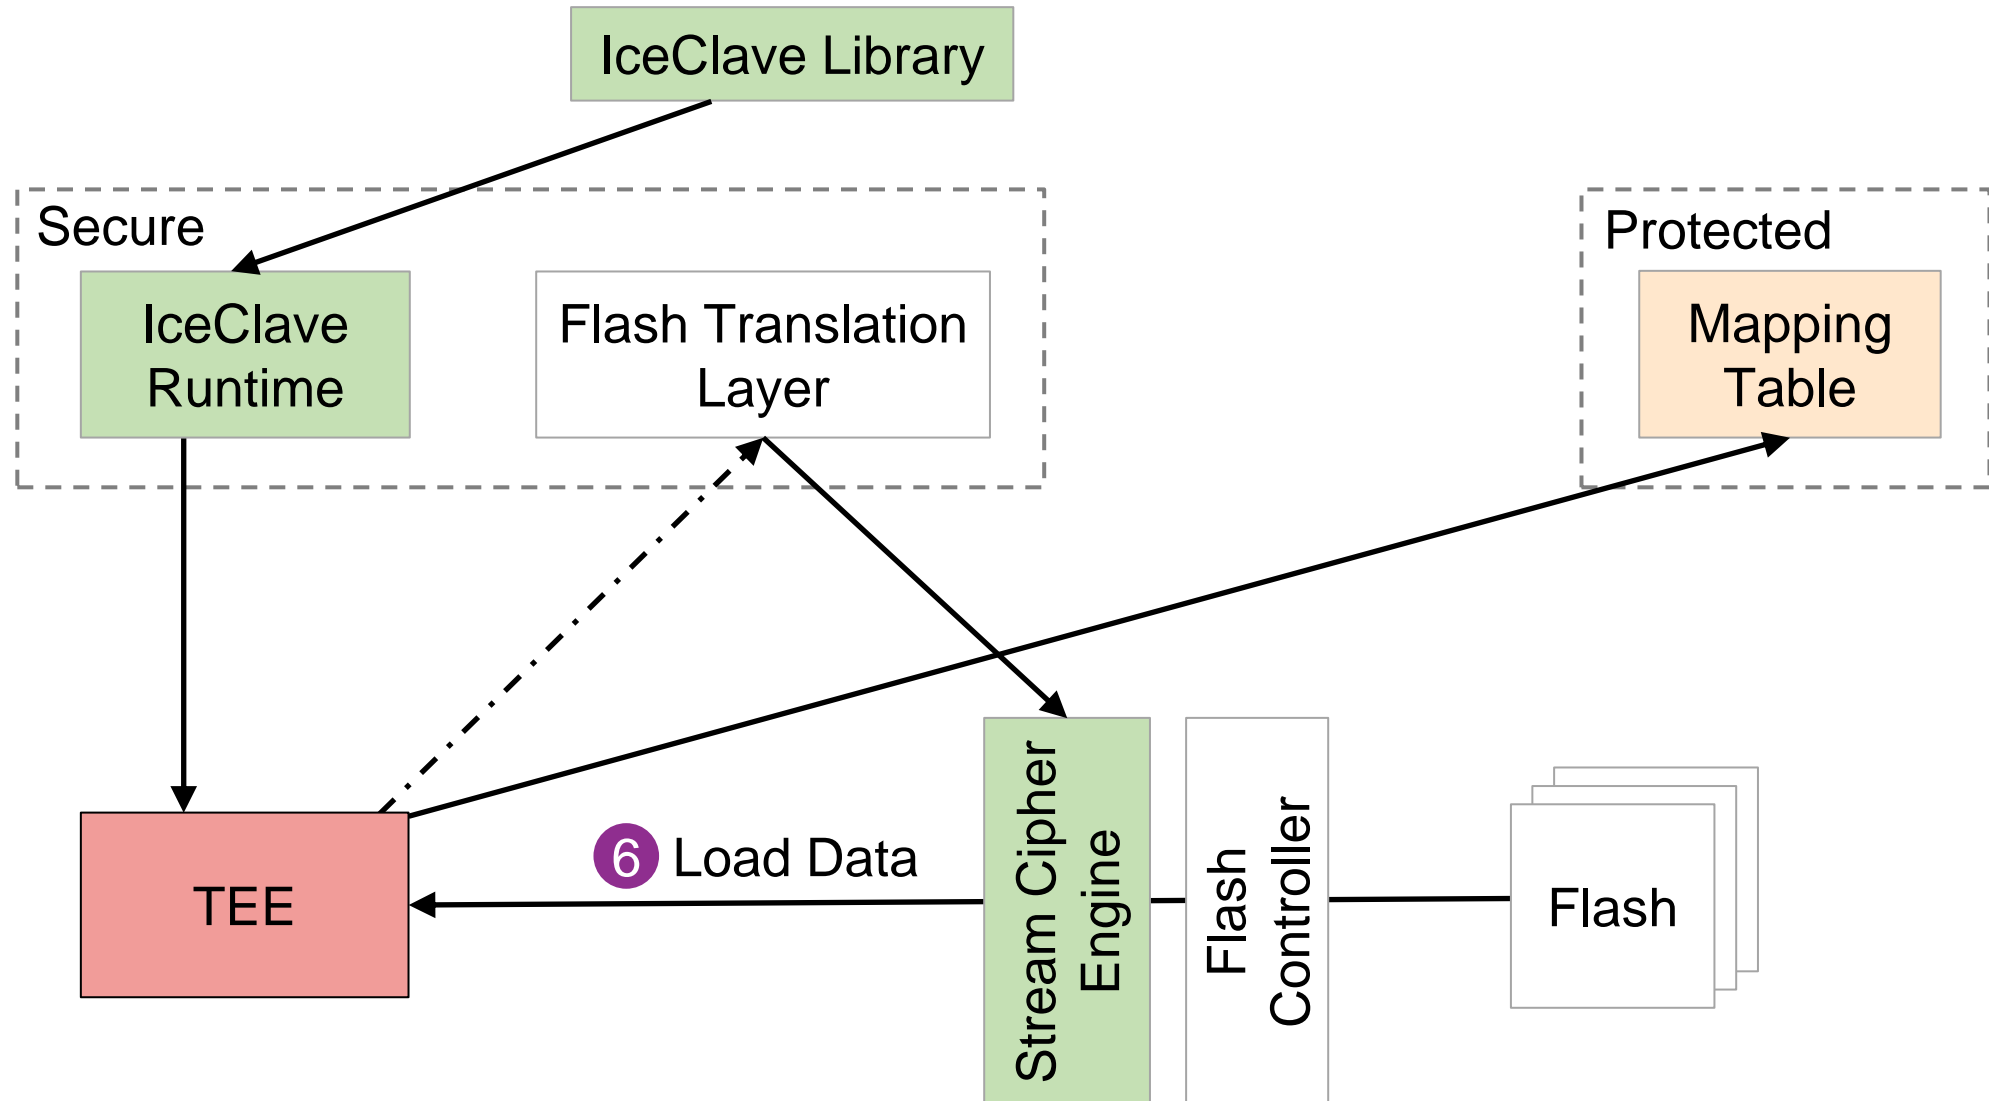 IceClave Library
Secure
Protected
IceClave
Runtime
Flash Translation
Layer
Mapping
Table
6 Load Data
TEE
Stream Cipher
Engine
Flash
Controller
Flash